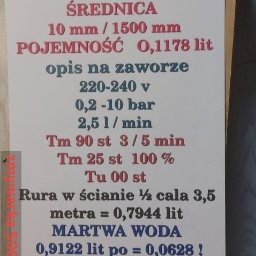 ŚREDNICA
10 mm / 1500 mm
POJEMNOŚĆ 0,1178 lit
opis na zaworze
220-240 v
0,2 -10 bar
2,5 l / min
Tm 90 st 3 / 5 min
Tm 25 st 100 %
Tu 00 st
Rura w ścianie ½ cala 3,5
metra = 0,7944 lit
MARTWA WODA
0,9122 lit po = 0,0628 !